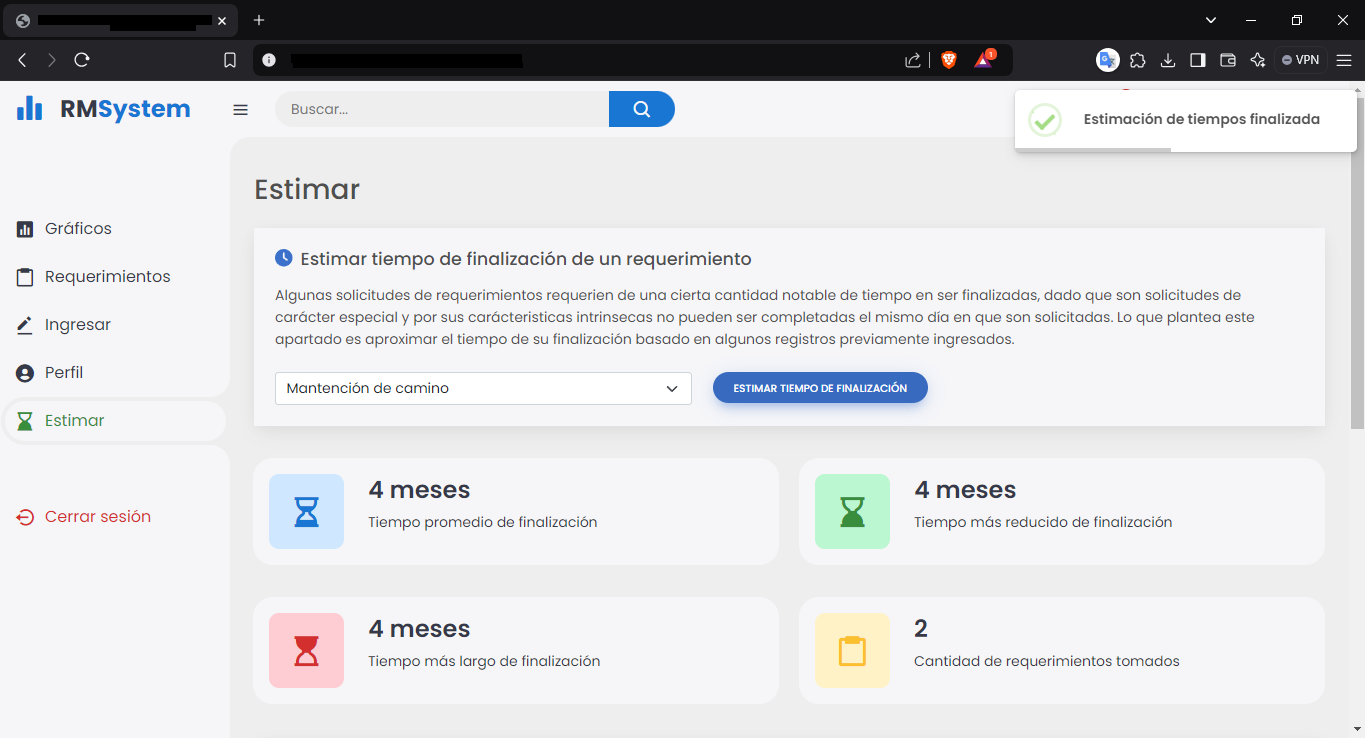 VPN
1
RMSystem
Buscar...
Estimación de tiempos finalizada
Estimar
Gráficos
Requerimientos
Ingresar
Perfil
Estimar
Cerrar sesión
Estimar tiempo de finalización de un requerimiento
Algunas solicitudes de requerimientos requerien de una cierta cantidad notable de tiempo en ser finalizadas, dado que son solicitudes de
carácter especial y por sus carácteristicas intrinsecas no pueden ser completadas el mismo día en que son solicitadas. Lo que plantea este
apartado es aproximar el tiempo de su finalización basado en algunos registros previamente ingresados.
Mantención de camino
ESTIMAR TIEMPO DE FINALIZACIÓN
4 meses
Tiempo promedio de finalización
4 meses
Tiempo más reducido de finalización
4 meses
Tiempo más largo de finalización
2
Cantidad de requerimientos tomados